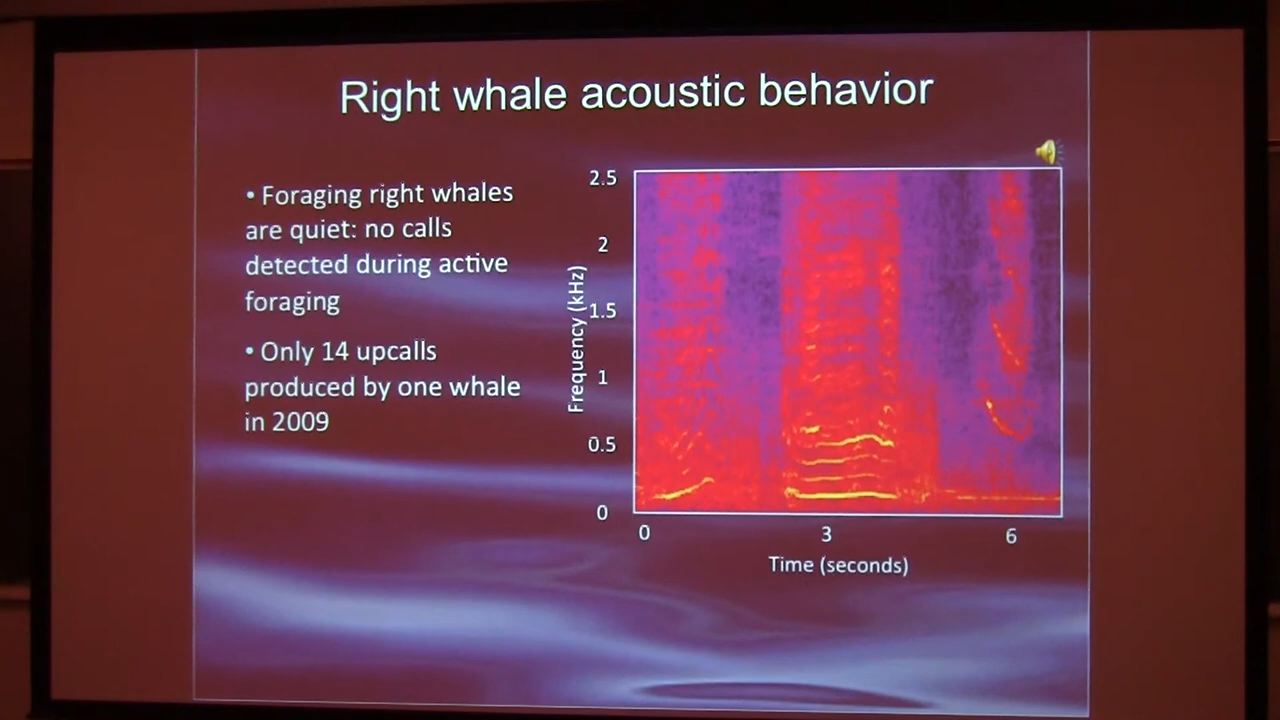 Right whale acoustic behavior
• Foraging right whales
are quiet: no calls
detected during active
foraging
• Only 14 upcalls
produced by one whale
in 2009
Frequency (kHz)
2.5
2
1.5
1
0.5
0
0 3 6
Time (seconds)